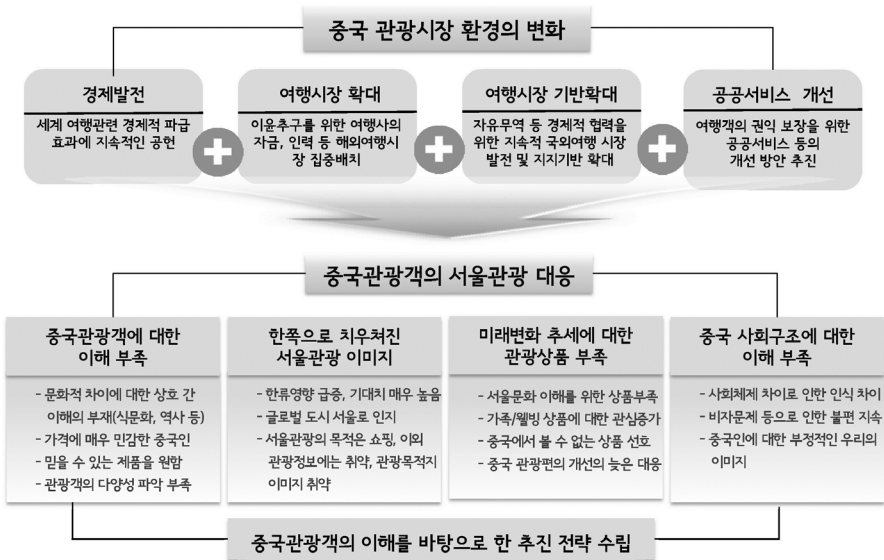 중국 관광시장 환경의 변화
경제발전
세계 여행관련 경제적 파급
효과에 지속적인 공헌
여행시장 확대
이윤추구를 위한 여행사의
자금, 인력 등 해외여행시
장 집중배치
여행시장 기반확대
자유무역 등 경제적 협력을
위한 지속적 국외여행 시장
발전 및 지지기반 확대
공공서비스 개선
여행객의 권익 보장을 위한
공공서비스 등의
개선 방안 추진
중국관광객의 서울관광 대응
중국관광객에 대한
이해 부족
- 문화적 차이에 대한 상호 간
이해의 부재(식문화, 역사 등)
- 가격에 매우 민감한 중국인
- 믿을 수 있는 제품을 원함
- 관광객의 다양성 파악 부족
한쪽으로 치우쳐진
서울관광 이미지
- 한류영향 급증, 기대치 매우 높음
- 글로벌 도시 서울로 인지
- 서울관광의 목적은 쇼핑, 이외
관광정보에는 취약, 관광목적지
이미지 취약
미래변화 추세에 대한
관광상품 부족
- 서울문화 이해를 위한 상품부족
- 가족/웰빙 상품에 대한 관심증가
- 중국에서 볼 수 없는 상품 선호
- 중국 관광편의 개선의 늦은 대응
중국 사회구조에 대한
이해 부족
- 사회체제 차이로 인한 인식 차이
- 비자문제 등으로 인한 불편 지속
- 중국인에 대한 부정적인 우리의
이미지
중국관광객의 이해를 바탕으로 한 추진 전략 수립